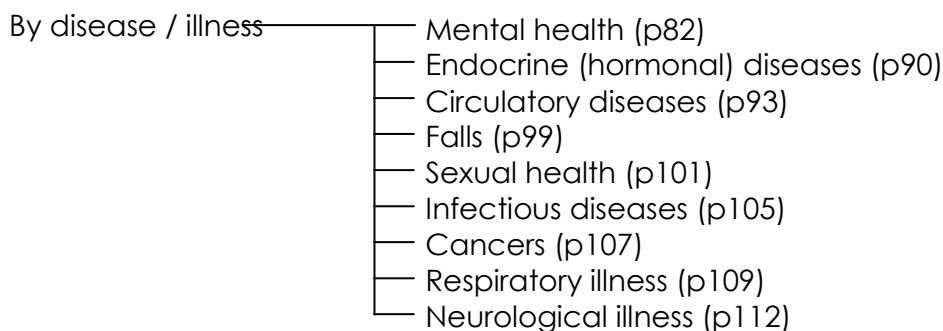 By disease / illness
Mental health (p82)
Endocrine (hormonal) diseases (p90)
Circulatory diseases (p93)
Falls (p99)
Sexual health (p101)
Infectious diseases (p105)
Cancers (p107)
Respiratory illness (p109)
Neurological illness (p112)